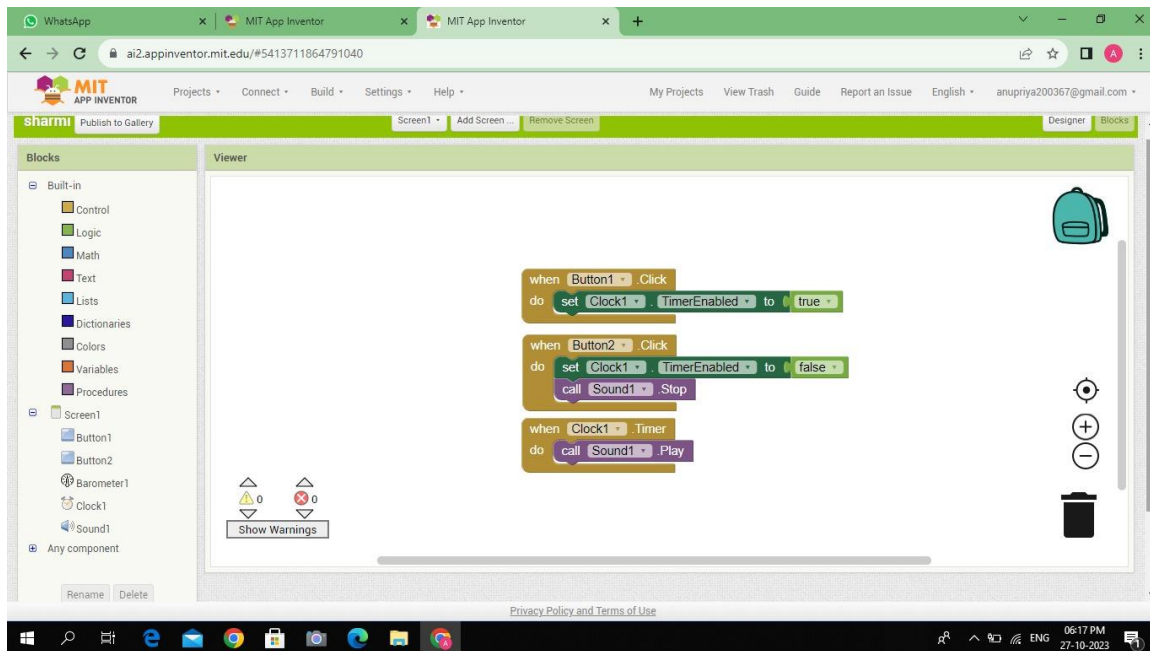 WhatsApp
MIT App Inventor
MIT App Inventor
ai2.appinventor.mit.edu/#5413711864791040
A
MIT
APP INVENTOR
Projects
Connect
Build
Settings
Help
My Projects
View Trash
Guide
Report an Issue
English
anupriya200367@gmail.com
sharmi
Publish to Gallery
Screen1
Add Screen ...
Remove Screen
Designer
Blocks
Blocks
Viewer
Built-in
Control
Logic
Math
Text
Lists
Dictionaries
Colors
Variables
Procedures
Screen1
Button1
Button2
Barometer1
Clock1
Sound1
Any component
Rename
Delete
when Button1 .Click
do set Clock1 . TimerEnabled to true
when Button2 .Click
do set Clock1 . TimerEnabled to false
call Sound1 .Stop
when Clock1 .Timer
do call Sound1 .Play
0
0
Show Warnings
Privacy Policy and Terms of Use
ENG
06:17 PM
27-10-2023
1